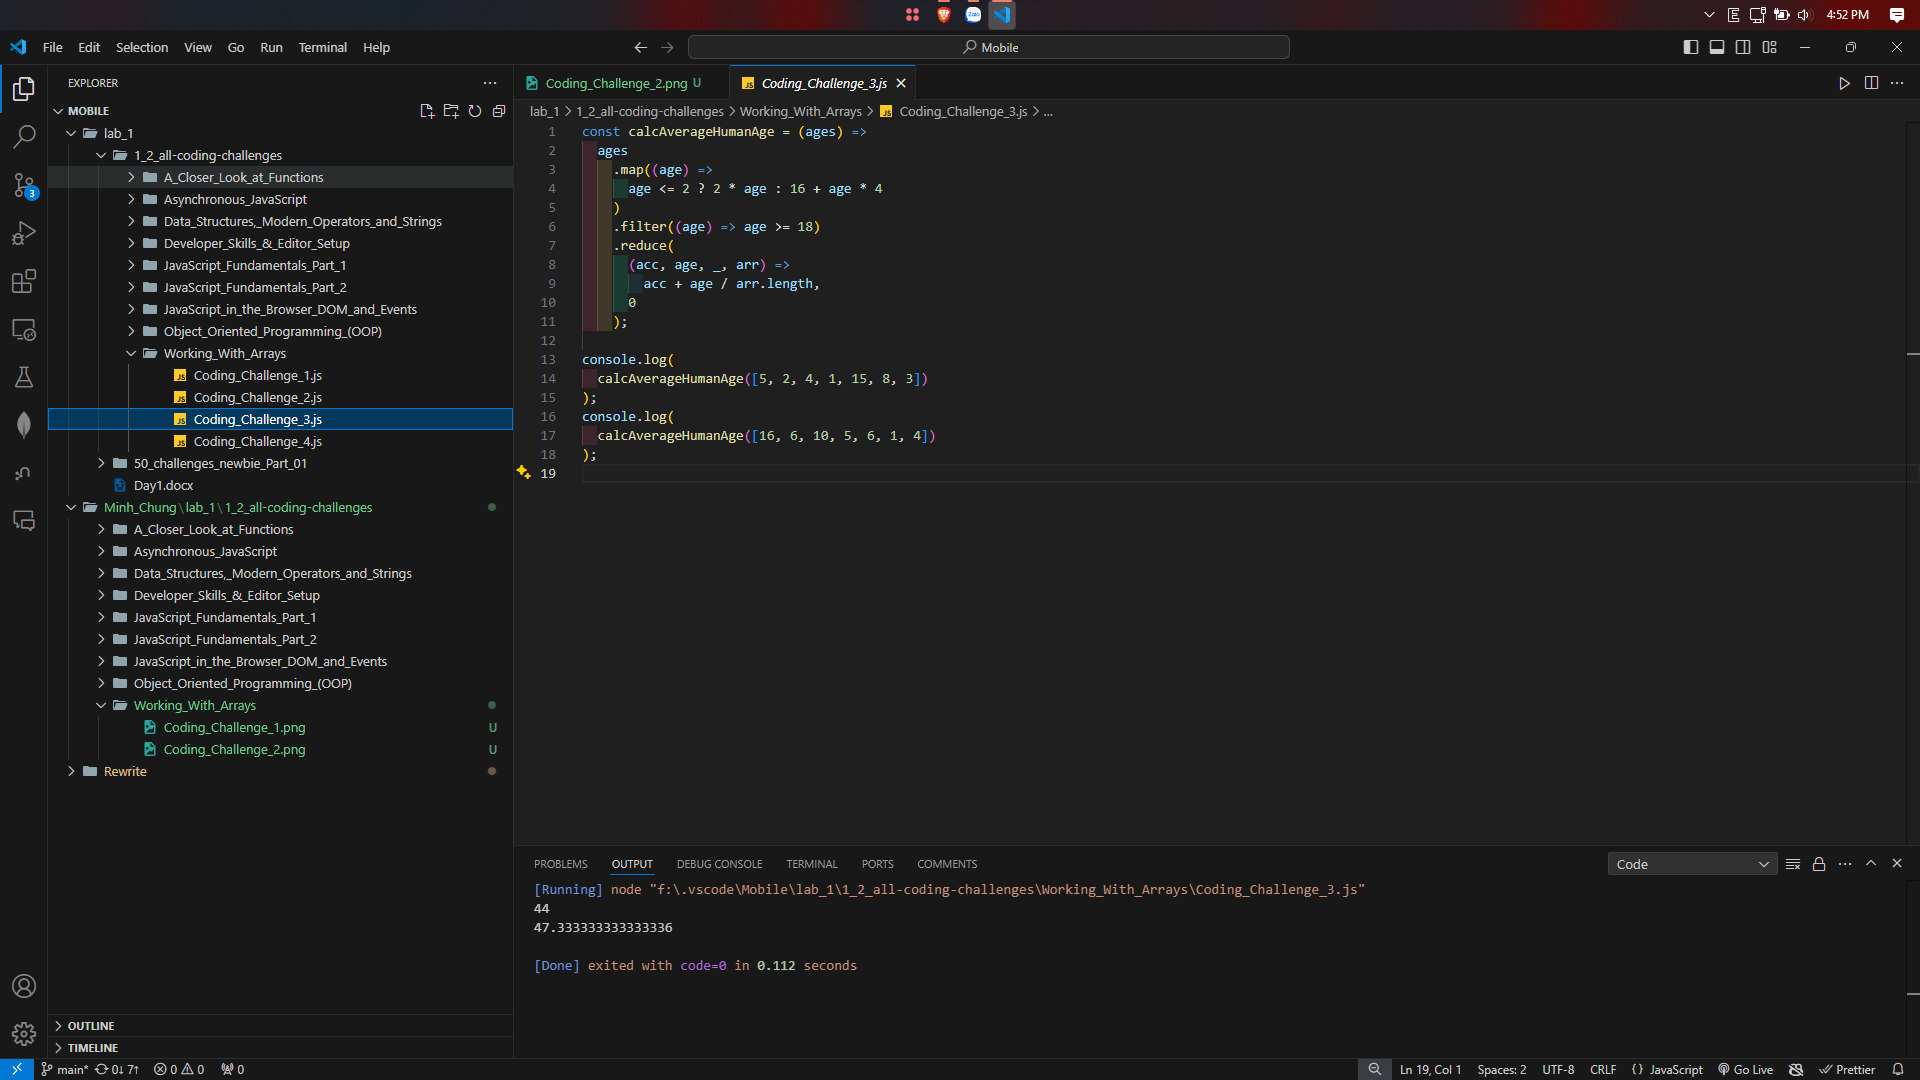 4:52 PM
File Edit Selection View Go Run Terminal Help
Mobile
EXPLORER
MOBILE
lab_1
1_2_all-coding-challenges
A_Closer_Look_at_Functions
Asynchronous_JavaScript
Data_Structures,_Modern_Operators_and_Strings
Developer_Skills_&_Editor_Setup
JavaScript_Fundamentals_Part_1
JavaScript_Fundamentals_Part_2
JavaScript_in_the_Browser_DOM_and_Events
Object_Oriented_Programming_(OOP)
Working_With_Arrays
JS Coding_Challenge_1.js
JS Coding_Challenge_2.js
JS Coding_Challenge_3.js
JS Coding_Challenge_4.js
50_challenges_newbie_Part_01
Day1.docx
Minh_Chung\lab_1\1_2_all-coding-challenges
A_Closer_Look_at_Functions
Asynchronous_JavaScript
Data_Structures,_Modern_Operators_and_Strings
Developer_Skills_&_Editor_Setup
JavaScript_Fundamentals_Part_1
JavaScript_Fundamentals_Part_2
JavaScript_in_the_Browser_DOM_and_Events
Object_Oriented_Programming_(OOP)
Working_With_Arrays
Coding_Challenge_1.png U
Coding_Challenge_2.png U
Rewrite
OUTLINE
TIMELINE
3
Coding_Challenge_2.png U
JS Coding_Challenge_3.js
lab_1 > 1_2_all-coding-challenges > Working_With_Arrays > JS Coding_Challenge_3.js > ...
1 const calcAverageHumanAge = (ages) =>
2 ages
3 .map((age) =>
4 age <= 2 ? 2 * age : 16 + age * 4
5 )
6 .filter((age) => age >= 18)
7 .reduce(
8 (acc, age, _, arr) =>
9 acc + age / arr.length,
10 0
11 );
12
13 console.log(
14 calcAverageHumanAge([5, 2, 4, 1, 15, 8, 3])
15 );
16 console.log(
17 calcAverageHumanAge([16, 6, 10, 5, 6, 1, 4])
18 );
19
PROBLEMS OUTPUT DEBUG CONSOLE TERMINAL PORTS COMMENTS
Code
[Running] node "f:\.vscode\Mobile\lab_1\1_2_all-coding-challenges\Working_With_Arrays\Coding_Challenge_3.js"
44
47.333333333333336
[Done] exited with code=0 in 0.112 seconds
main* 0↓ 7↑ 0 0 0
Ln 19, Col 1 Spaces: 2 UTF-8 CRLF {} JavaScript Go Live Prettier